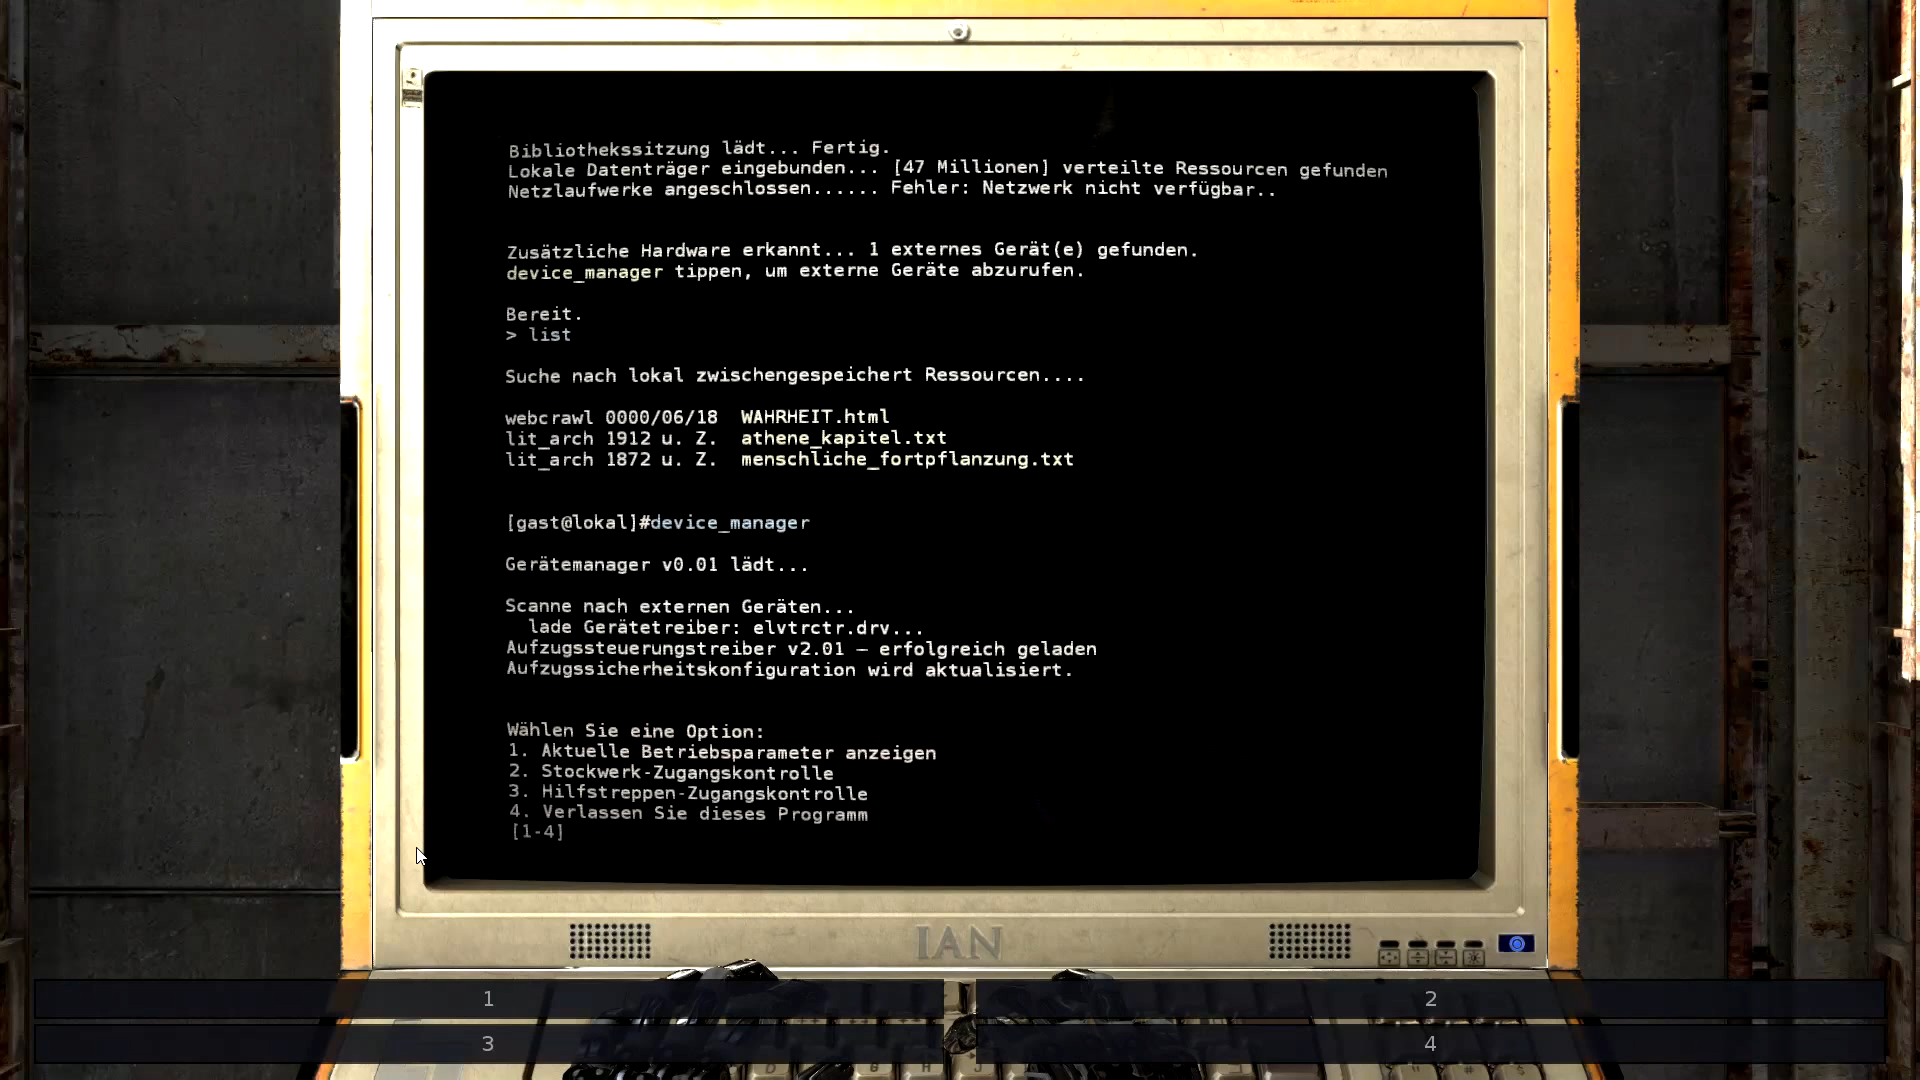 Bibliothekssitzung lädt... Fertig.
Lokale Datenträger eingebunden... [47 Millionen] verteilte Ressourcen gefunden
Netzlaufwerke angeschlossen...... Fehler: Netzwerk nicht verfügbar..
Zusätzliche Hardware erkannt... 1 externes Gerät(e) gefunden.
device_manager tippen, um externe Geräte abzurufen.
Bereit.
> list
Suche nach lokal zwischengespeichert Ressourcen....
webcrawl 0000/06/18  WAHRHEIT.html
lit_arch 1912 u. Z.  athene_kapitel.txt
lit_arch 1872 u. Z.  menschliche_fortpflanzung.txt
[gast@lokal]#device_manager
Gerätemanager v0.01 lädt...
Scanne nach externen Geräten...
lade Gerätetreiber: elvtrctr.drv...
Aufzugssteuerungstreiber v2.01 – erfolgreich geladen
Aufzugssicherheitskonfiguration wird aktualisiert.
Wählen Sie eine Option:
1. Aktuelle Betriebsparameter anzeigen
2. Stockwerk-Zugangskontrolle
3. Hilfstreppen-Zugangskontrolle
4. Verlassen Sie dieses Programm
[1-4]
IAN
1 2
3 4